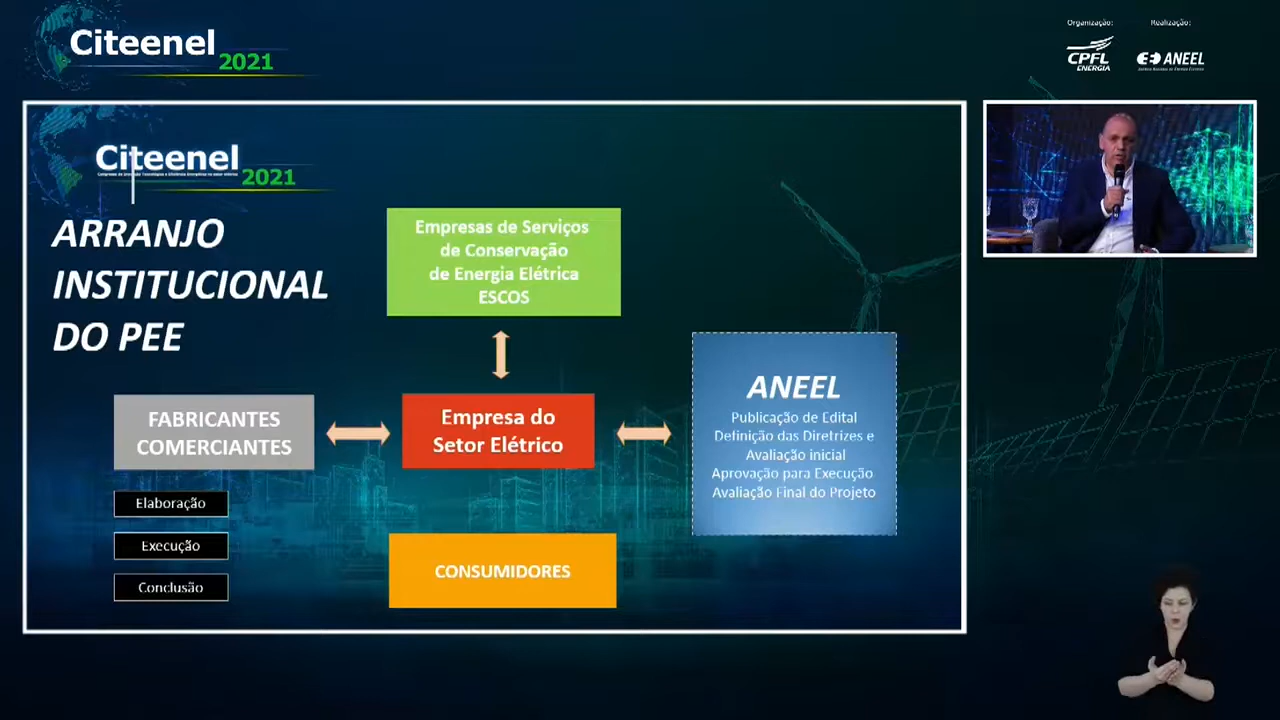 Citeenel
2021
Organização:
Realização:
CPFL
ENERGIA
ANEEL
Citeenel
2021
ARRANJO
INSTITUCIONAL
DO PEE
Empresas de Serviços
de Conservação
de Energia Elétrica
ESCOS
FABRICANTES
COMERCIANTES
Empresa do
Setor Elétrico
ANEEL
Publicação de Edital
Definição das Diretrizes e
Avaliação inicial
Aprovação para Execução
Avaliação Final do Projeto
Elaboração
Execução
Conclusão
CONSUMIDORES